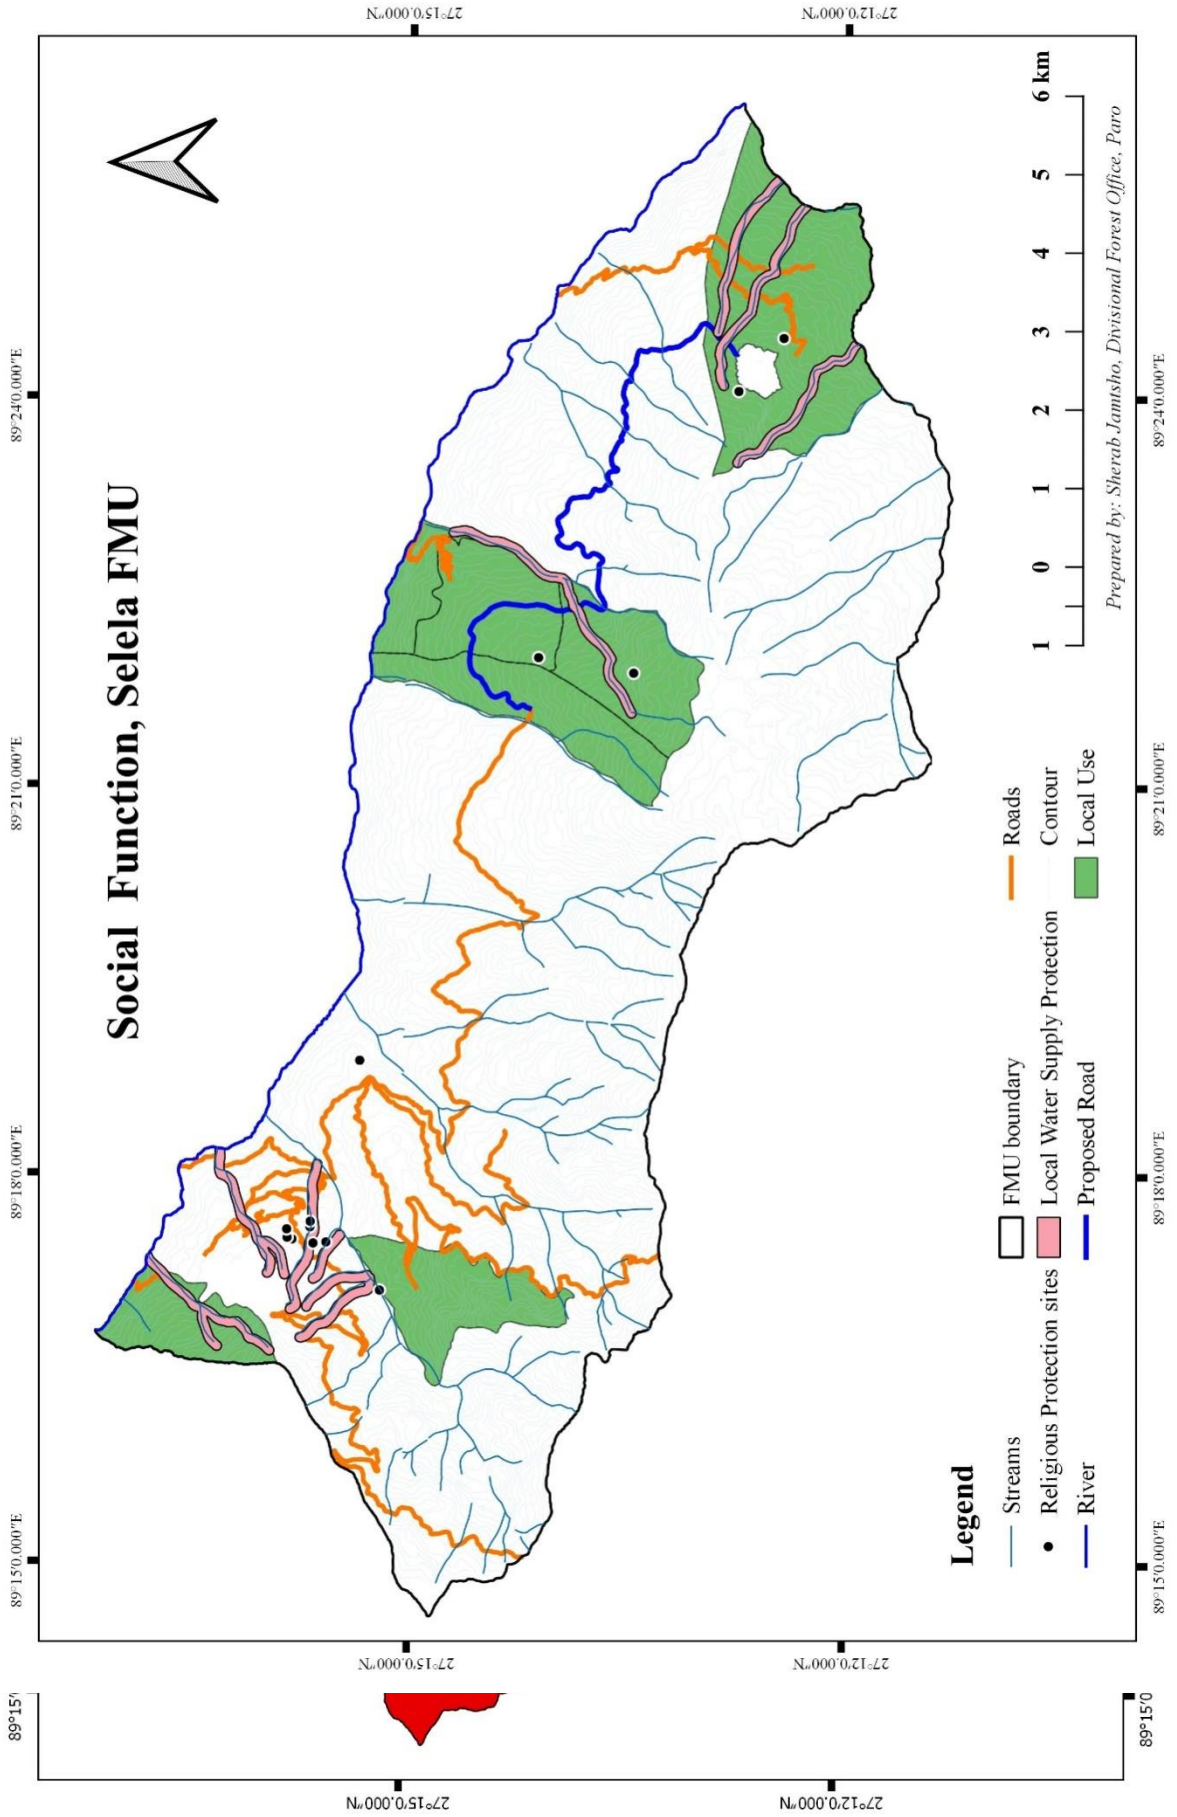 Social Function, Selela FMU
89°15'0.000"E
89°18'0.000"E
89°21'0.000"E
89°24'0.000"E
27°15'0.000"N
27°15'0.000"N
27°12'0.000"N
27°12'0.000"N
Legend
Streams
FMU boundary
Roads
Religious Protection sites
Local Water Supply Protection
Contour
River
Proposed Road
Local Use
1 0 1 2 3 4 5 6 km
Prepared by: Sherab Jamtsho, Divisional Forest Office, Paro
89°15'0.000"E
89°18'0.000"E
89°21'0.000"E
89°24'0.000"E
89°15'
27°15'0.000"N
27°12'0.000"N
89°15'0